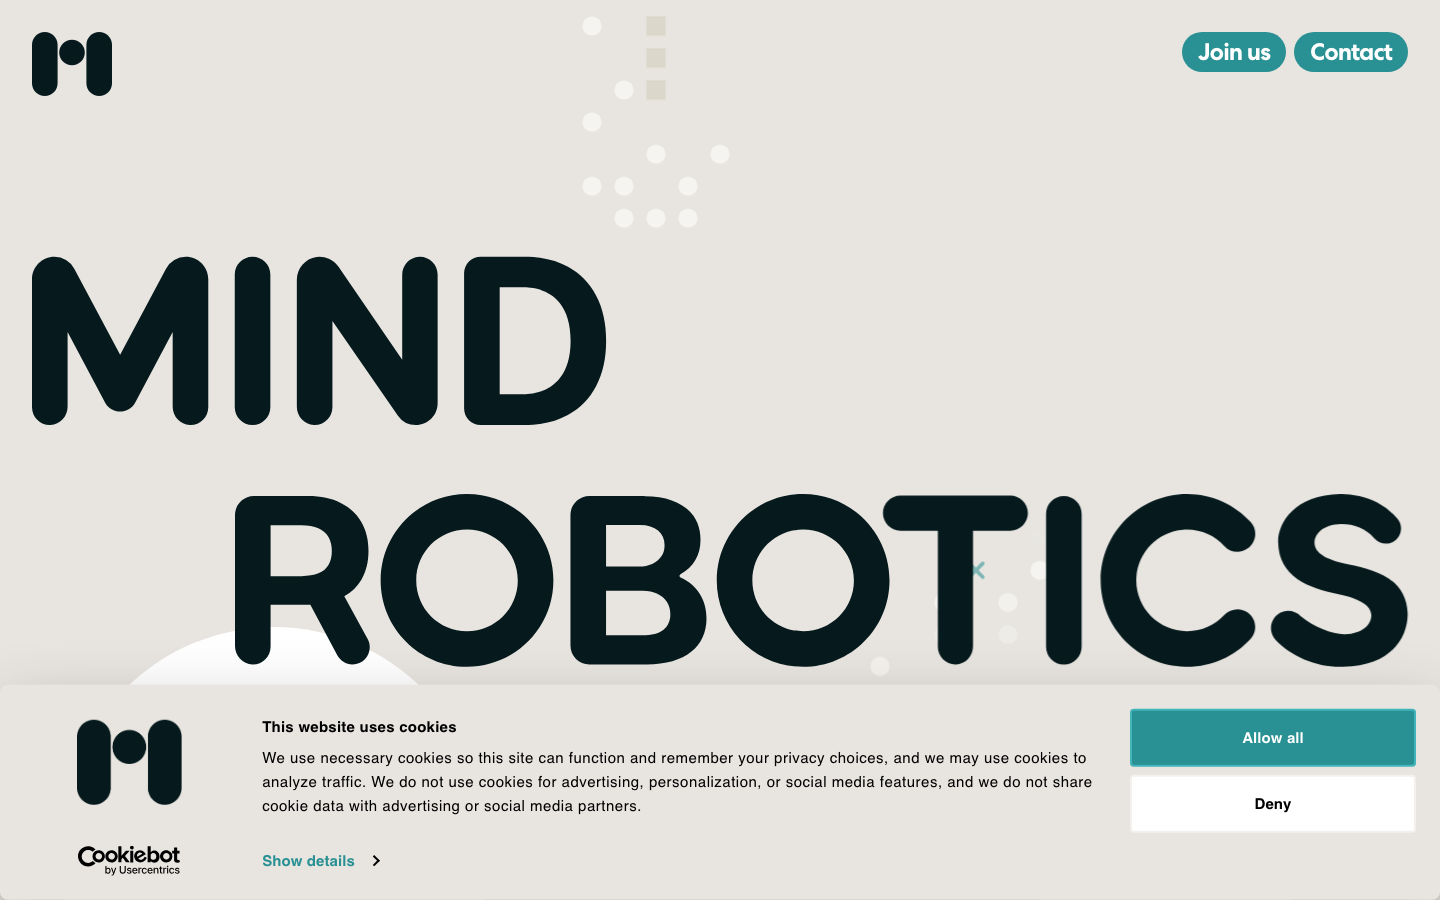 Join us
Contact
MIND
ROBOTICS
This website uses cookies
We use necessary cookies so this site can function and remember your privacy choices, and we may use cookies to
analyze traffic. We do not use cookies for advertising, personalization, or social media features, and we do not share
cookie data with advertising or social media partners.
Allow all
Deny
Cookiebot
by Usercentrics
Show details